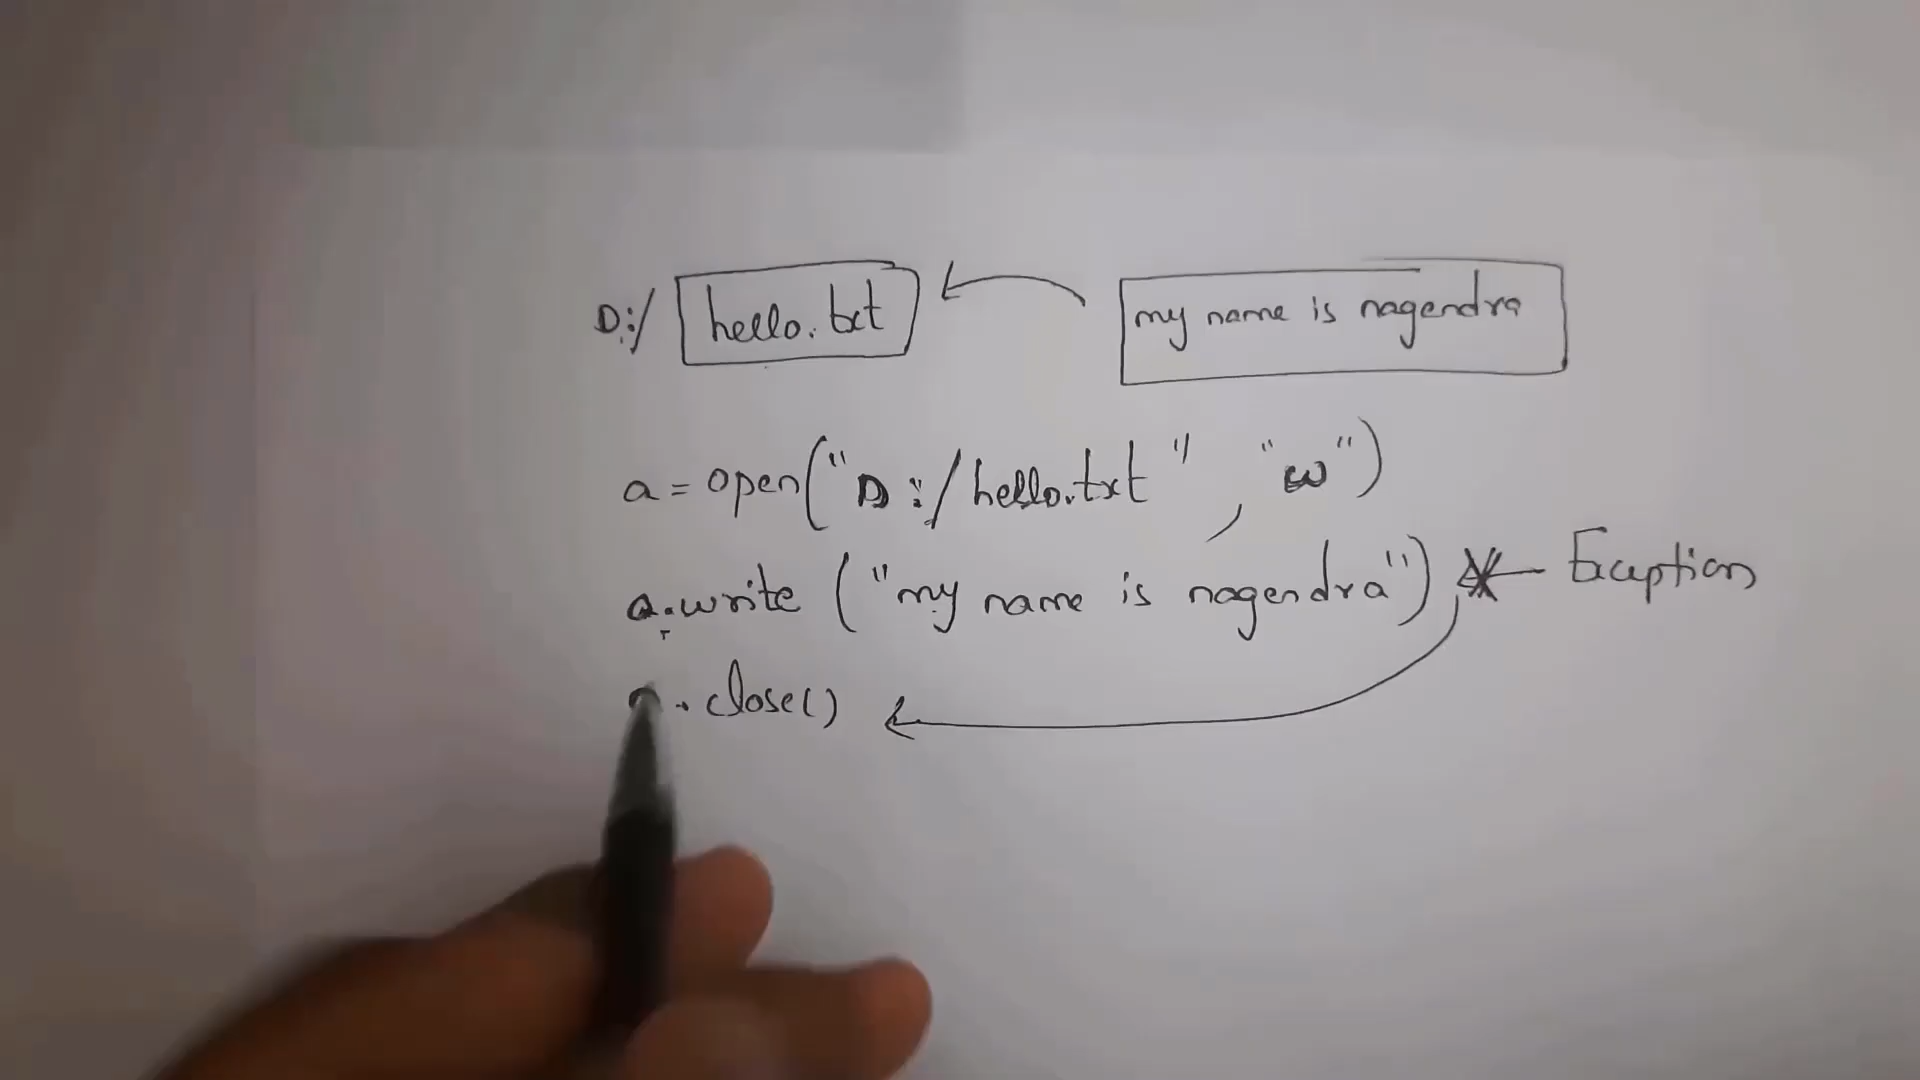 D:/ hello.txt my name is nagendra
a = open("D:/hello.txt", "w")
a.write ("my name is nagendra") Exception
a.close()